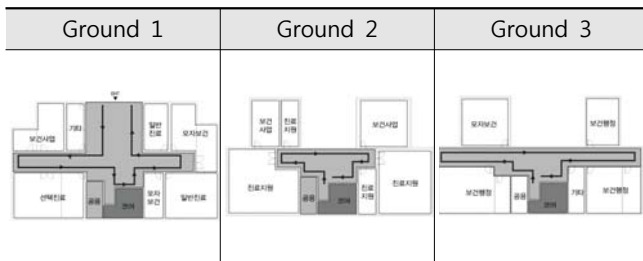 Ground 1
Ground 2
Ground 3
보건사업
기타
일반
진료
모자보건
선택진료
공용
코어
모자
보건
일반진료
보건
사업
진료
지원
보건사업
진료지원
공용
코어
진료
지원
진료지원
모자보건
보건행정
보건행정
공용
코어
기타
보건행정